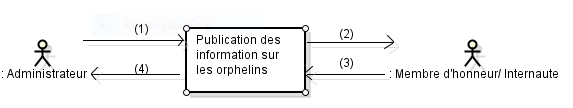 (1)
Publication des
information sur
les orphelins
(2)
: Administrateur
(4)
(3)
: Membre d'honneur/ Internaute